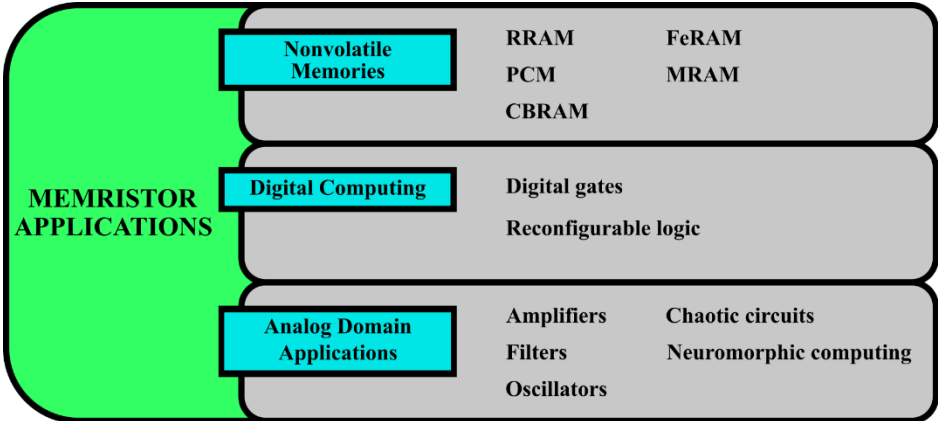 MEMRISTOR
APPLICATIONS
Nonvolatile
Memories
RRAM
FeRAM
PCM
MRAM
CBRAM
Digital Computing
Digital gates
Reconfigurable logic
Analog Domain
Applications
Amplifiers
Chaotic circuits
Filters
Neuromorphic computing
Oscillators